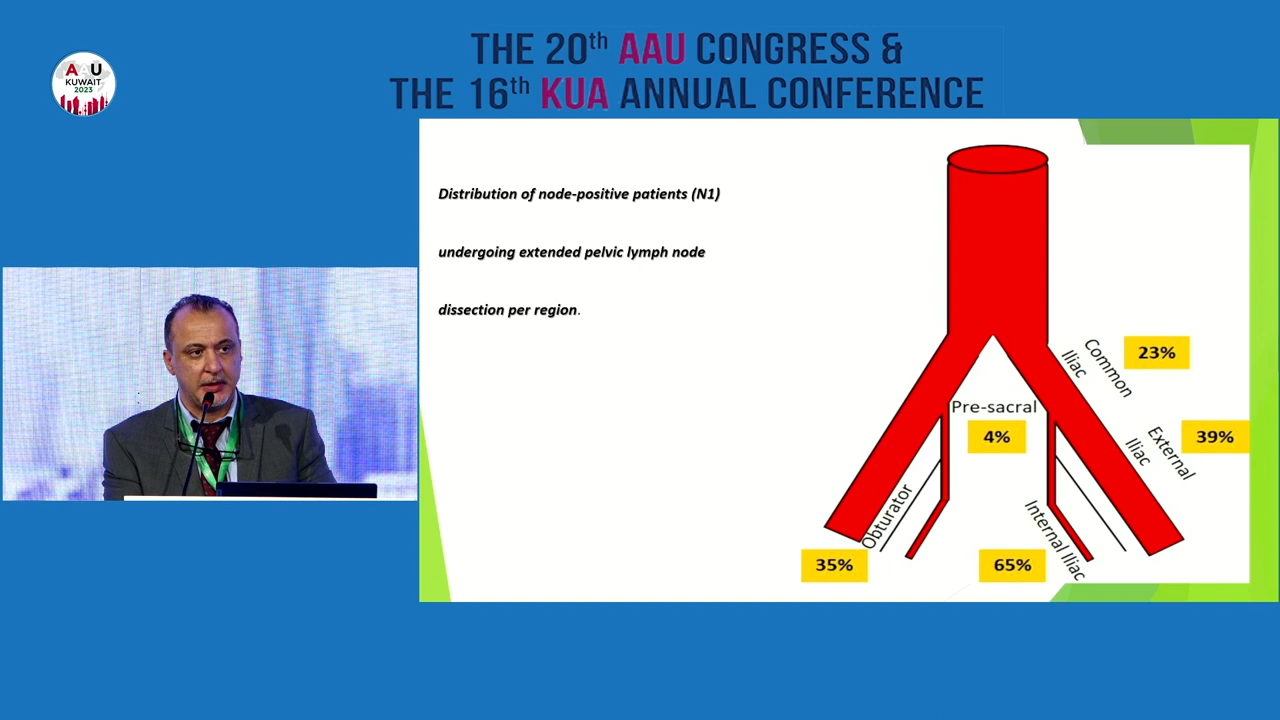 THE 20th AAU CONGRESS &
THE 16th KUA ANNUAL CONFERENCE
AAU
KUWAIT
2023
Distribution of node-positive patients (N1)
undergoing extended pelvic lymph node
dissection per region.
Common
Iliac
23%
Pre-sacral
4%
External
Iliac
39%
Obturator
35%
Internal Iliac
65%